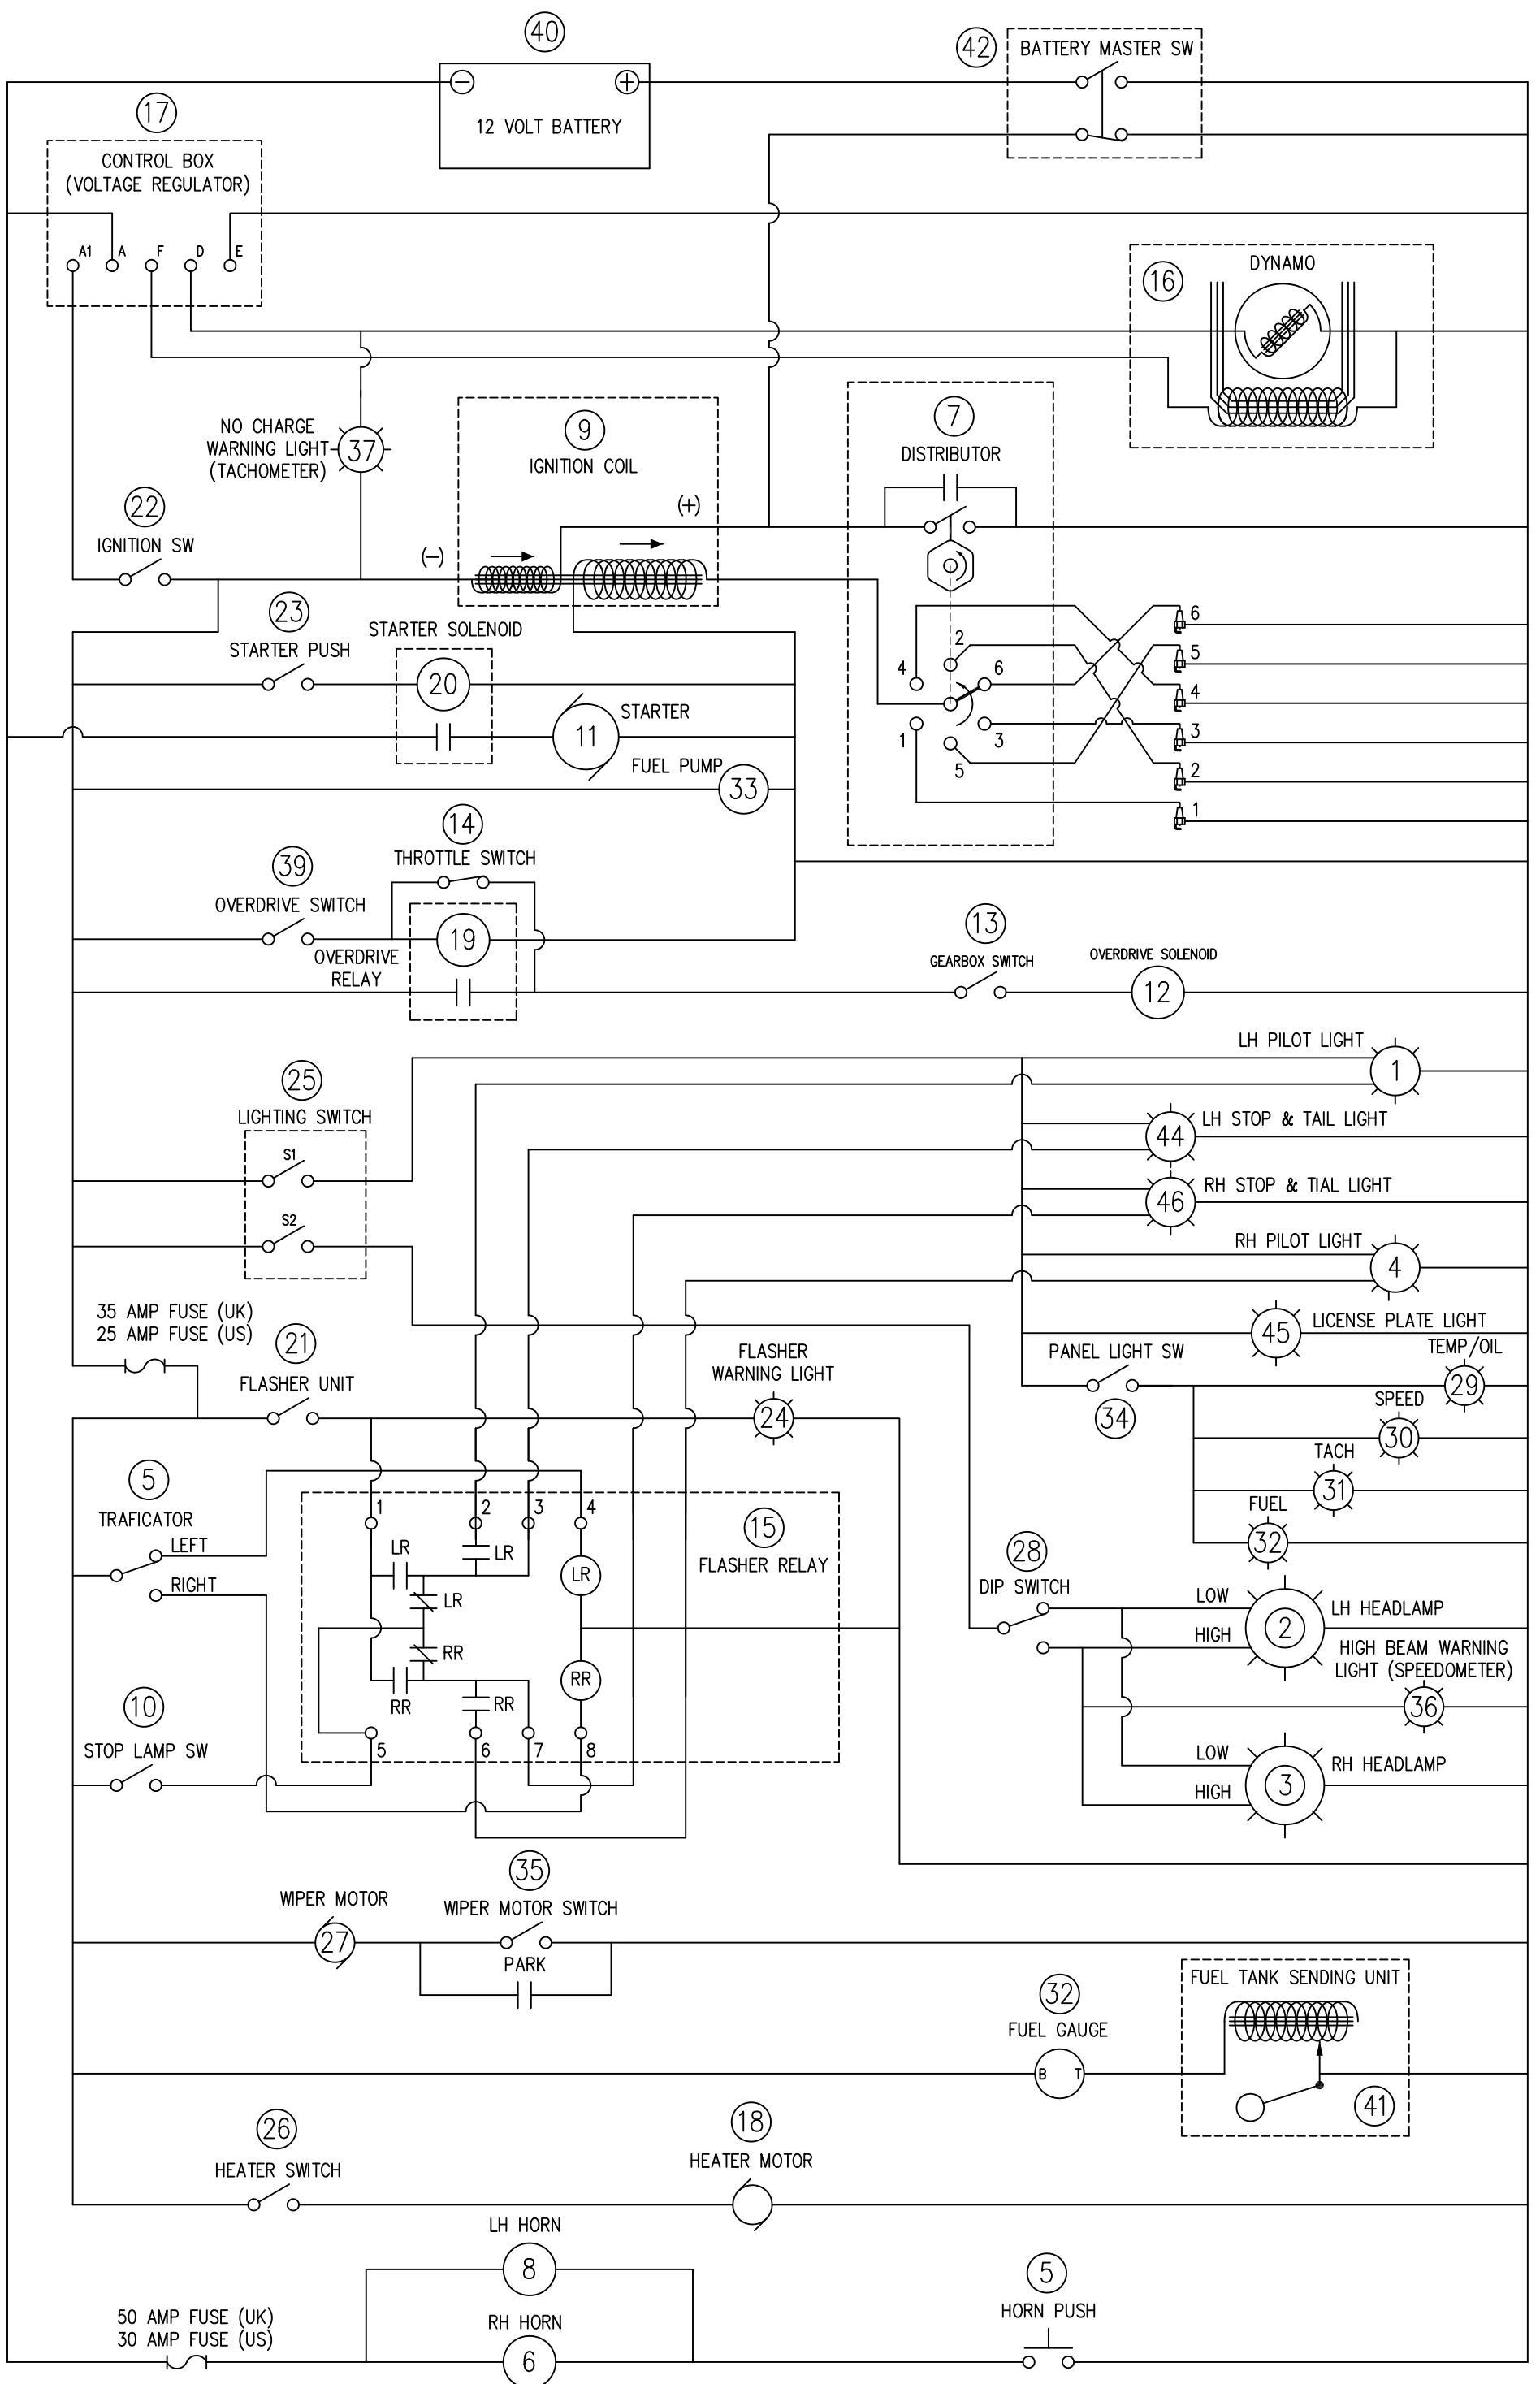 40
42
BATTERY MASTER SW
−
+
12 VOLT BATTERY
17
CONTROL BOX
(VOLTAGE REGULATOR)
A1 A F D E
16
DYNAMO
NO CHARGE
WARNING LIGHT
(TACHOMETER)
37
9
IGNITION COIL
(+)
(−)
7
DISTRIBUTOR
22
IGNITION SW
23
STARTER PUSH
STARTER SOLENOID
20
11
STARTER
FUEL PUMP
33
2
4
6
1
3
5
6
5
4
3
2
1
14
THROTTLE SWITCH
39
OVERDRIVE SWITCH
19
OVERDRIVE
RELAY
13
GEARBOX SWITCH
OVERDRIVE SOLENOID
12
LH PILOT LIGHT
1
25
LIGHTING SWITCH
S1
S2
44
LH STOP & TAIL LIGHT
46
RH STOP & TIAL LIGHT
RH PILOT LIGHT
4
45
LICENSE PLATE LIGHT
35 AMP FUSE (UK)
25 AMP FUSE (US)
21
FLASHER UNIT
FLASHER
WARNING LIGHT
24
PANEL LIGHT SW
34
TEMP/OIL
29
SPEED
30
TACH
31
FUEL
32
5
TRAFICATOR
LEFT
RIGHT
1
2
3
4
15
FLASHER RELAY
LR
LR
LR
LR
RR
RR
RR
RR
5
6
7
8
28
DIP SWITCH
LOW
HIGH
2
LH HEADLAMP
HIGH BEAM WARNING
LIGHT (SPEEDOMETER)
36
LOW
HIGH
3
RH HEADLAMP
10
STOP LAMP SW
35
WIPER MOTOR
27
WIPER MOTOR SWITCH
PARK
32
FUEL GAUGE
B T
FUEL TANK SENDING UNIT
41
26
HEATER SWITCH
18
HEATER MOTOR
LH HORN
8
5
HORN PUSH
50 AMP FUSE (UK)
30 AMP FUSE (US)
RH HORN
6